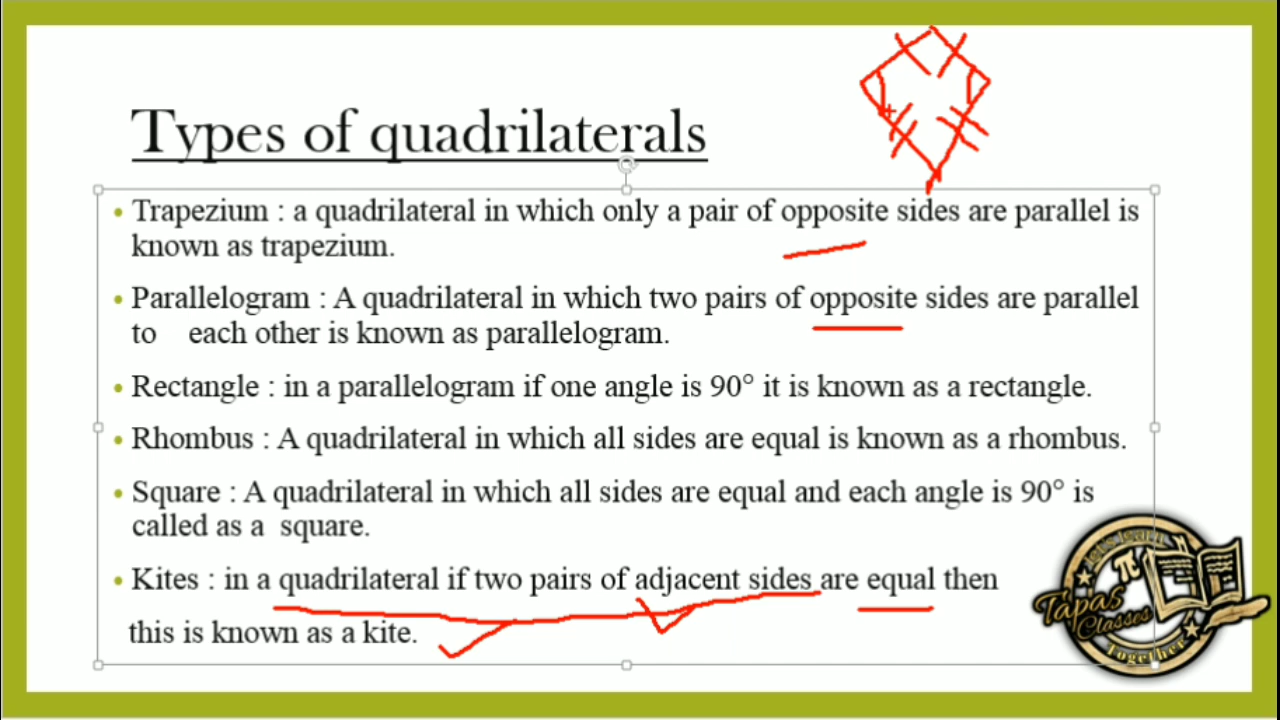 Types of quadrilaterals
• Trapezium : a quadrilateral in which only a pair of opposite sides are parallel is
known as trapezium.
• Parallelogram : A quadrilateral in which two pairs of opposite sides are parallel
to each other is known as parallelogram.
• Rectangle : in a parallelogram if one angle is 90° it is known as a rectangle.
• Rhombus : A quadrilateral in which all sides are equal is known as a rhombus.
• Square : A quadrilateral in which all sides are equal and each angle is 90° is
called as a square.
• Kites : in a quadrilateral if two pairs of adjacent sides are equal then
this is known as a kite.
Let's learn
π
Tapas
Classes
Together